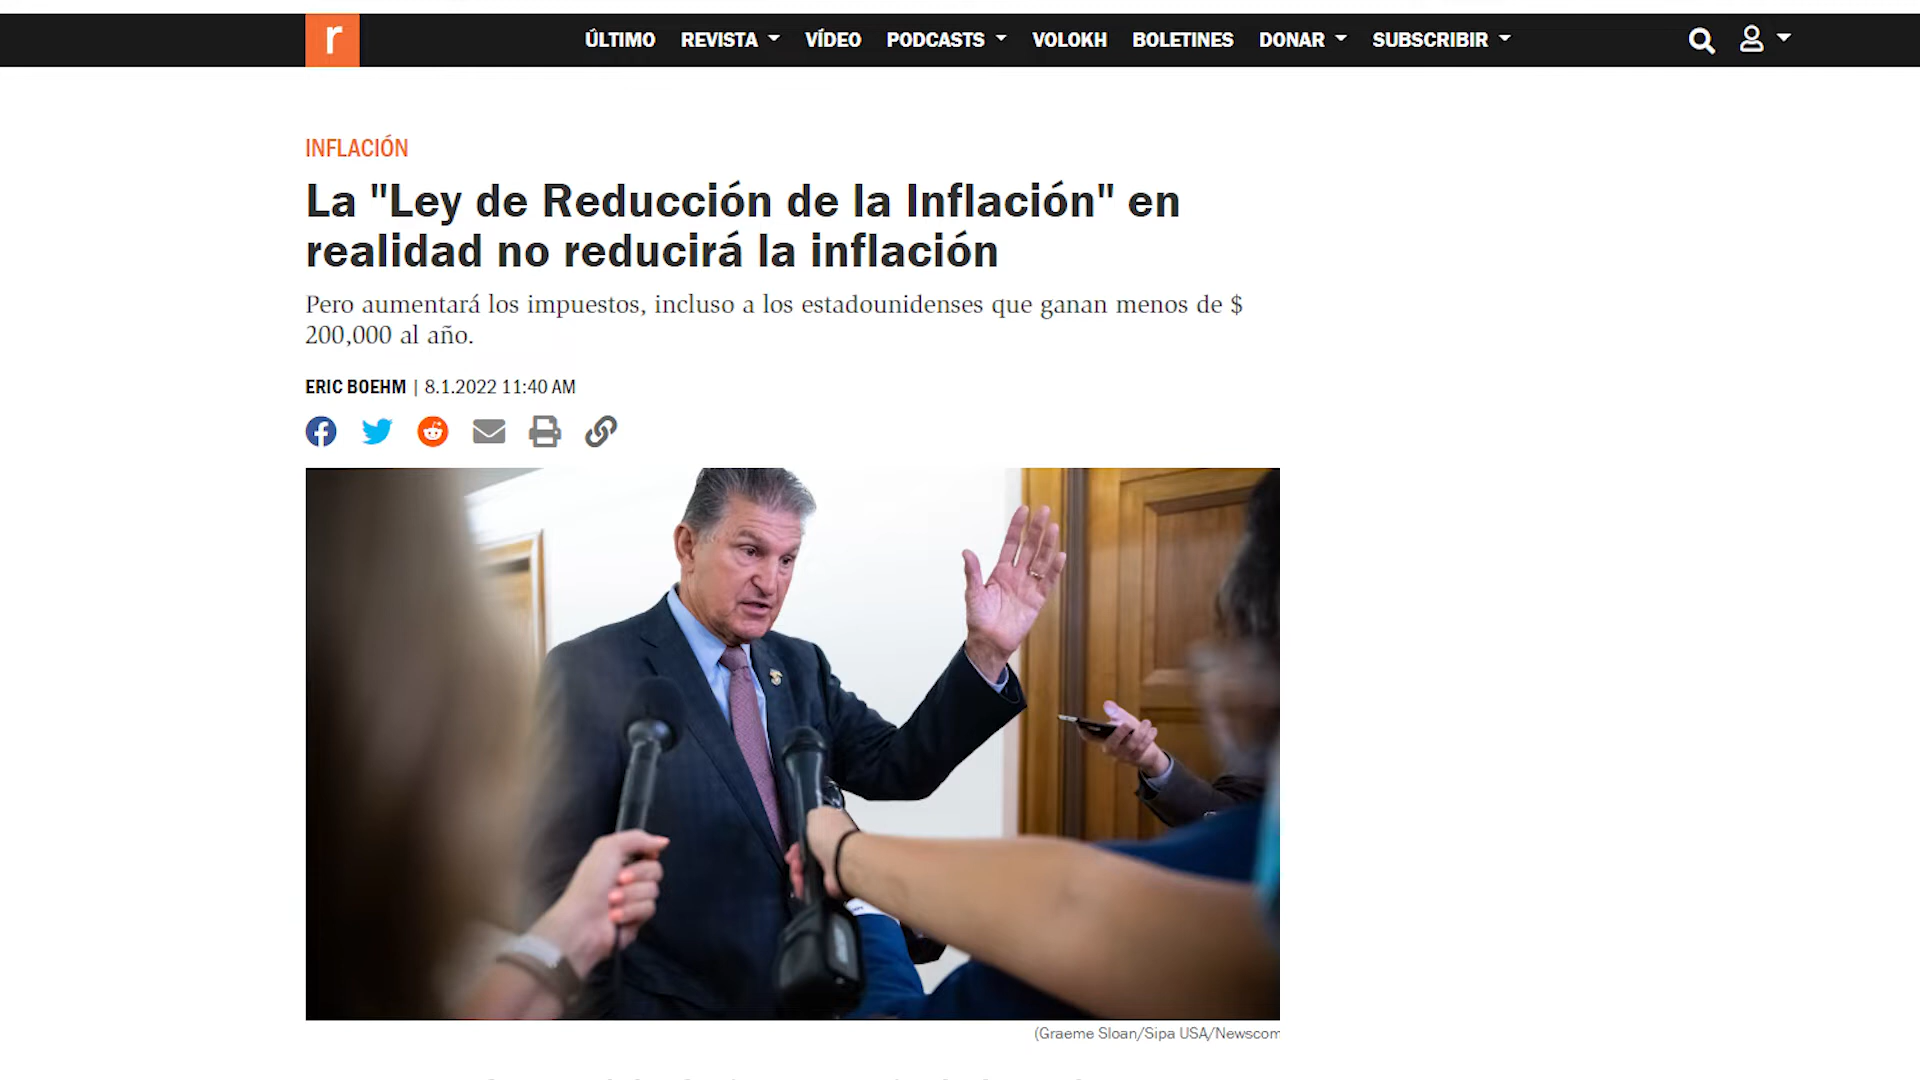 r
ÚLTIMO REVISTA VÍDEO PODCASTS VOLOKH BOLETINES DONAR SUBSCRIBIR
INFLACIÓN
La "Ley de Reducción de la Inflación" en
realidad no reducirá la inflación
Pero aumentará los impuestos, incluso a los estadounidenses que ganan menos de $
200,000 al año.
ERIC BOEHM | 8.1.2022 11:40 AM
(Graeme Sloan/Sipa USA/Newscom